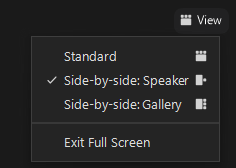 View
Standard
Side-by-side: Speaker
Side-by-side: Gallery
Exit Full Screen